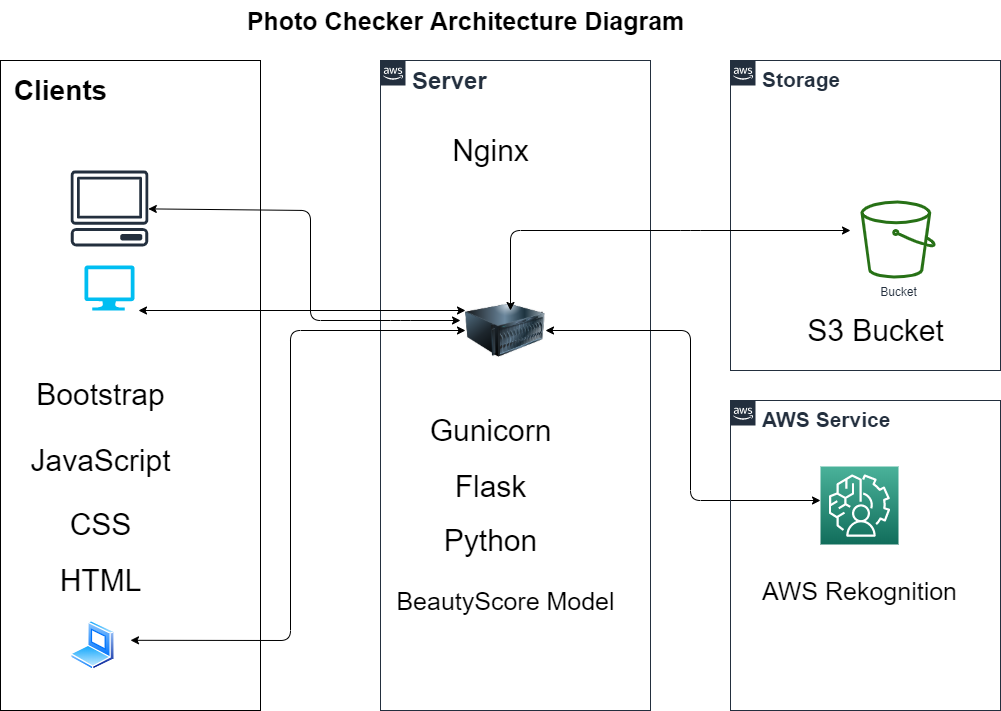 Photo Checker Architecture Diagram
Clients
Bootstrap
JavaScript
CSS
HTML
aws
Server
Nginx
Gunicorn
Flask
Python
BeautyScore Model
aws
Storage
Bucket
S3 Bucket
aws
AWS Service
AWS Rekognition